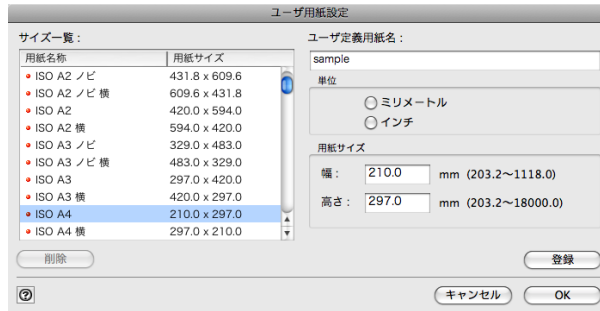 ユーザ用紙設定
サイズ一覧：
用紙名称 用紙サイズ
ISO A2 ノビ 431.8 x 609.6
ISO A2 ノビ 横 609.6 x 431.8
ISO A2 420.0 x 594.0
ISO A2 横 594.0 x 420.0
ISO A3 ノビ 329.0 x 483.0
ISO A3 ノビ 横 483.0 x 329.0
ISO A3 297.0 x 420.0
ISO A3 横 420.0 x 297.0
ISO A4 210.0 x 297.0
ISO A4 横 297.0 x 210.0
削除
ユーザ定義用紙名：
sample
単位
ミリメートル
インチ
用紙サイズ
幅： 210.0 mm (203.2〜1118.0)
高さ： 297.0 mm (203.2〜18000.0)
登録
?
キャンセル OK